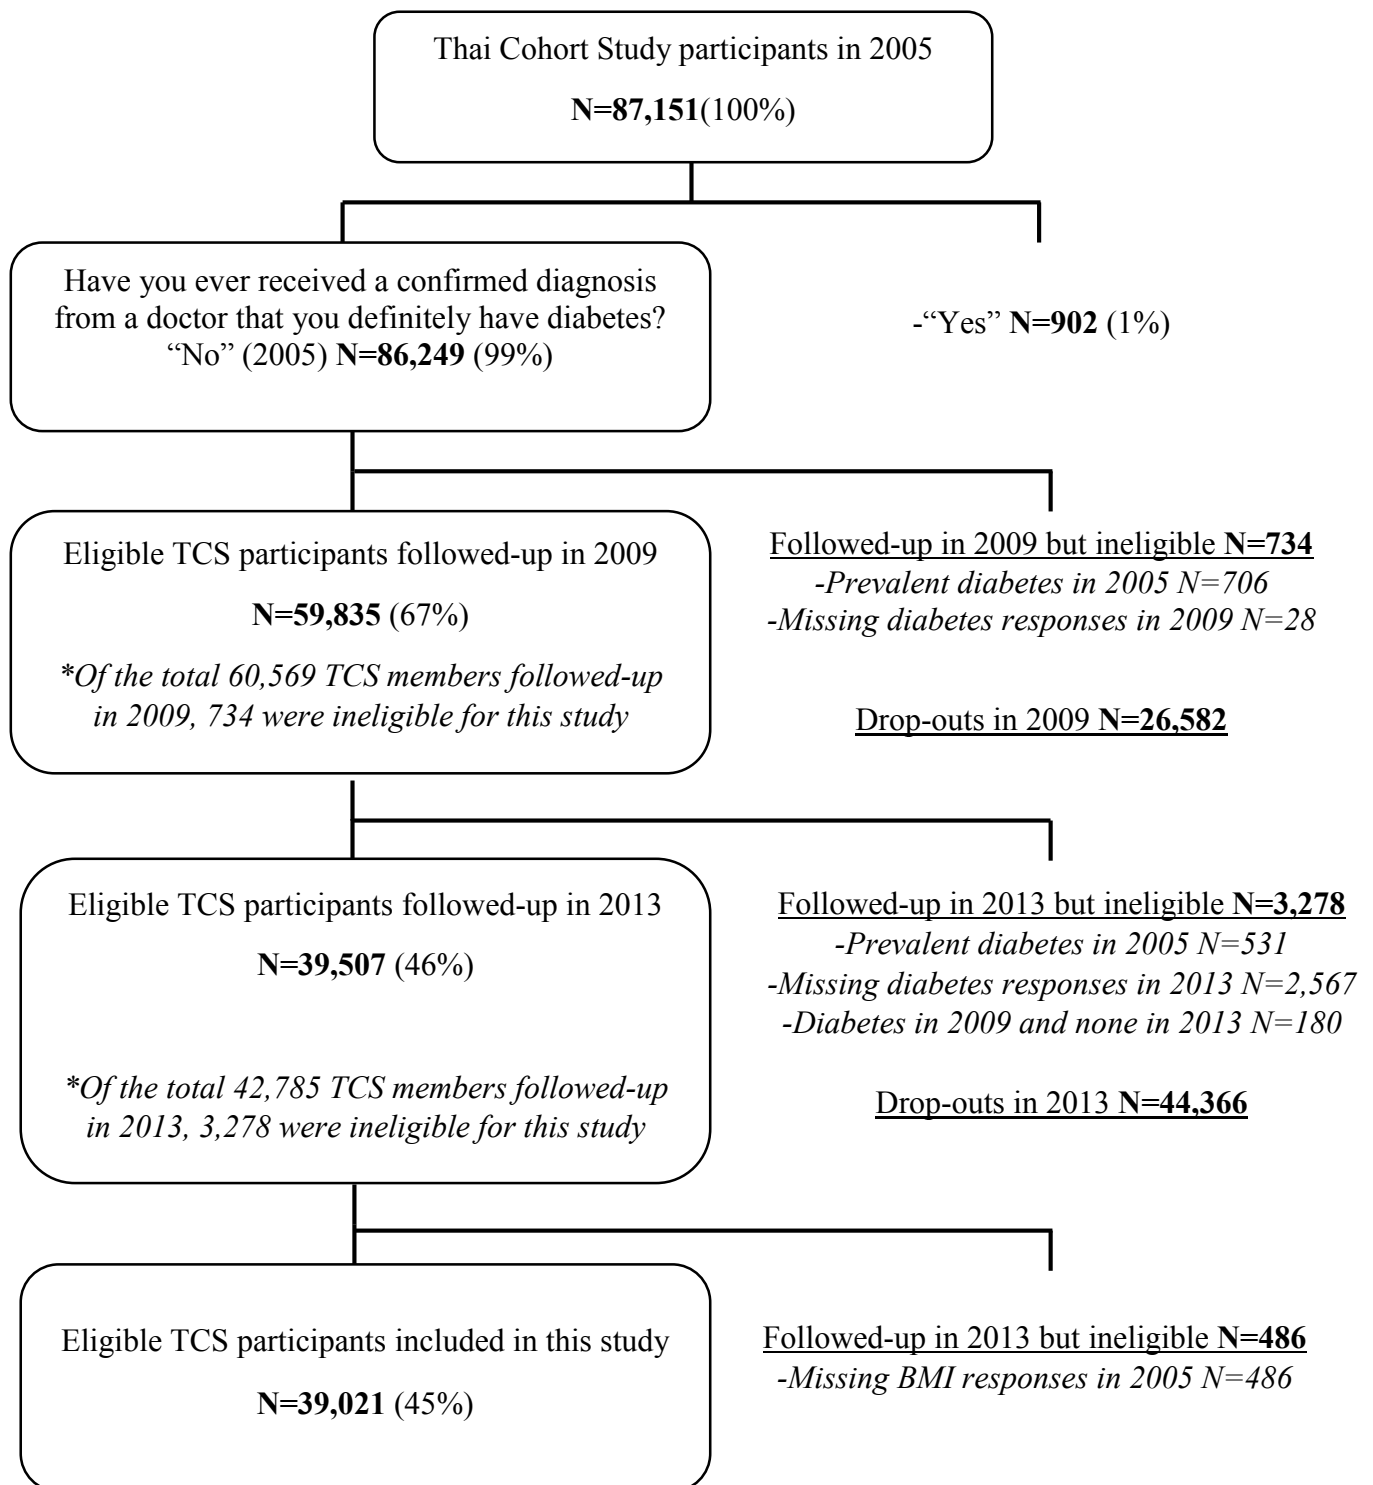 Thai Cohort Study participants in 2005
N=87,151(100%)
Have you ever received a confirmed diagnosis
from a doctor that you definitely have diabetes?
“No” (2005) N=86,249 (99%)
-“Yes” N=902 (1%)
Eligible TCS participants followed-up in 2009
N=59,835 (67%)
*Of the total 60,569 TCS members followed-up
in 2009, 734 were ineligible for this study
Followed-up in 2009 but ineligible N=734
-Prevalent diabetes in 2005 N=706
-Missing diabetes responses in 2009 N=28
Drop-outs in 2009 N=26,582
Eligible TCS participants followed-up in 2013
N=39,507 (46%)
*Of the total 42,785 TCS members followed-up
in 2013, 3,278 were ineligible for this study
Followed-up in 2013 but ineligible N=3,278
-Prevalent diabetes in 2005 N=531
-Missing diabetes responses in 2013 N=2,567
-Diabetes in 2009 and none in 2013 N=180
Drop-outs in 2013 N=44,366
Eligible TCS participants included in this study
N=39,021 (45%)
Followed-up in 2013 but ineligible N=486
-Missing BMI responses in 2005 N=486